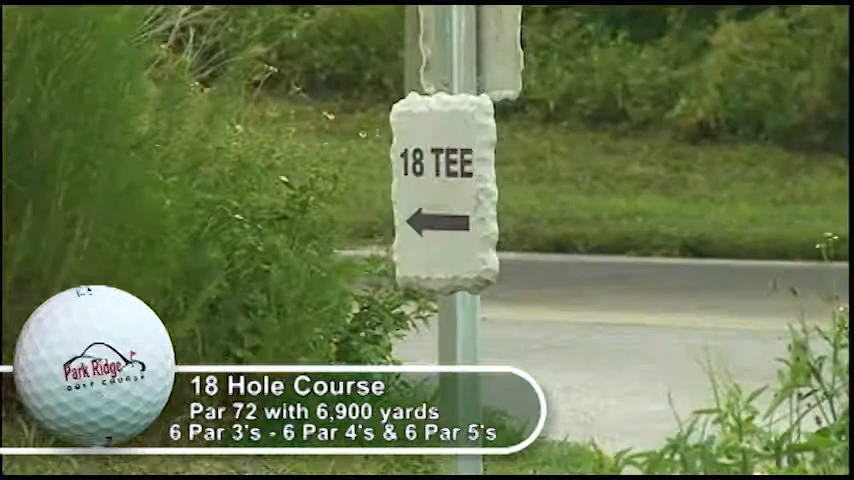 18 TEE
Park Ridge
GOLF COURSE
18 Hole Course
Par 72 with 6,900 yards
6 Par 3's - 6 Par 4's & 6 Par 5's